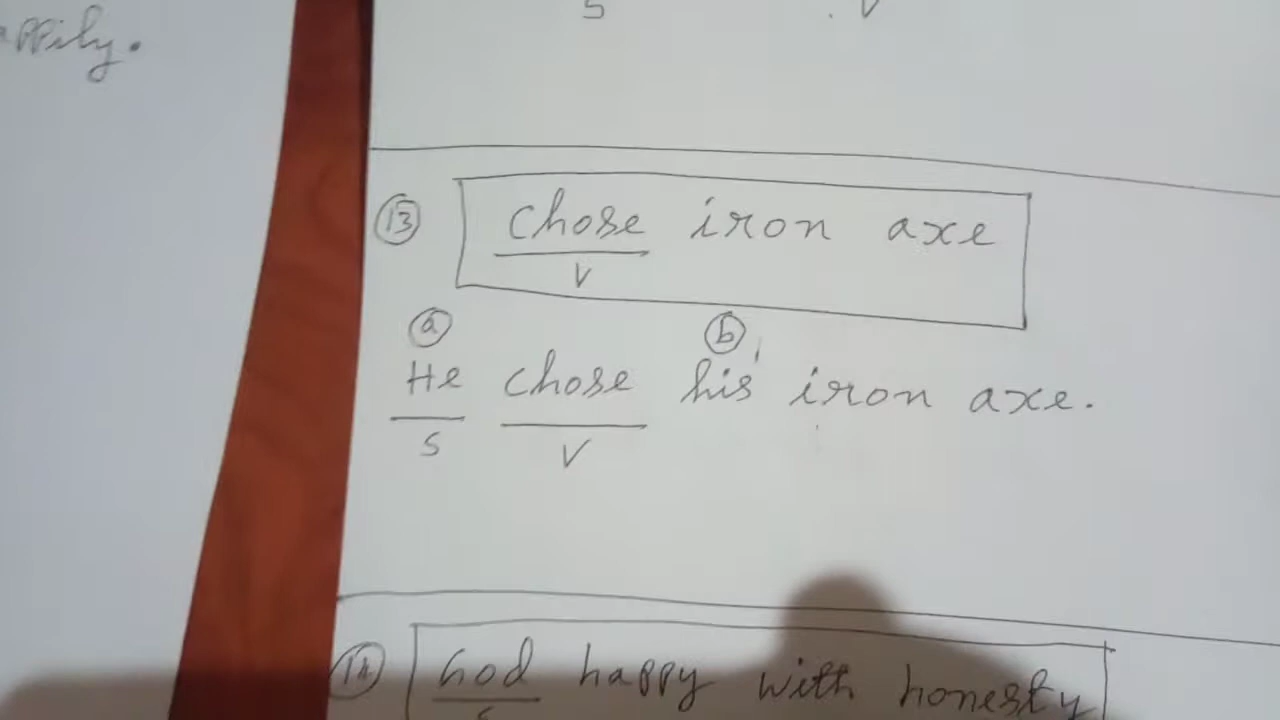 S V
13 Chose iron axe
V
a b
He chose his iron axe.
S V
14 God happy with honesty
S